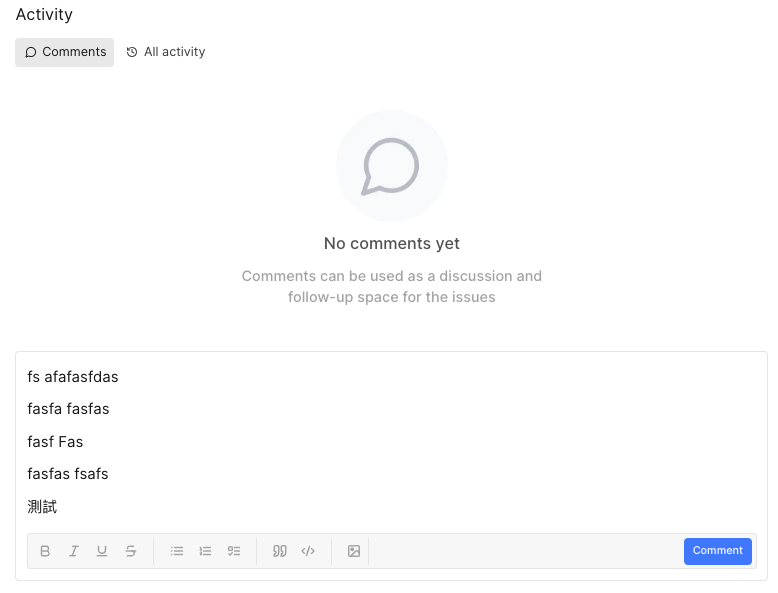 Activity
Comments All activity
No comments yet
Comments can be used as a discussion and
follow-up space for the issues
fs afafasfdas
fasfa fasfas
fasf Fas
fasfas fsafs
測試
B I U S Comment